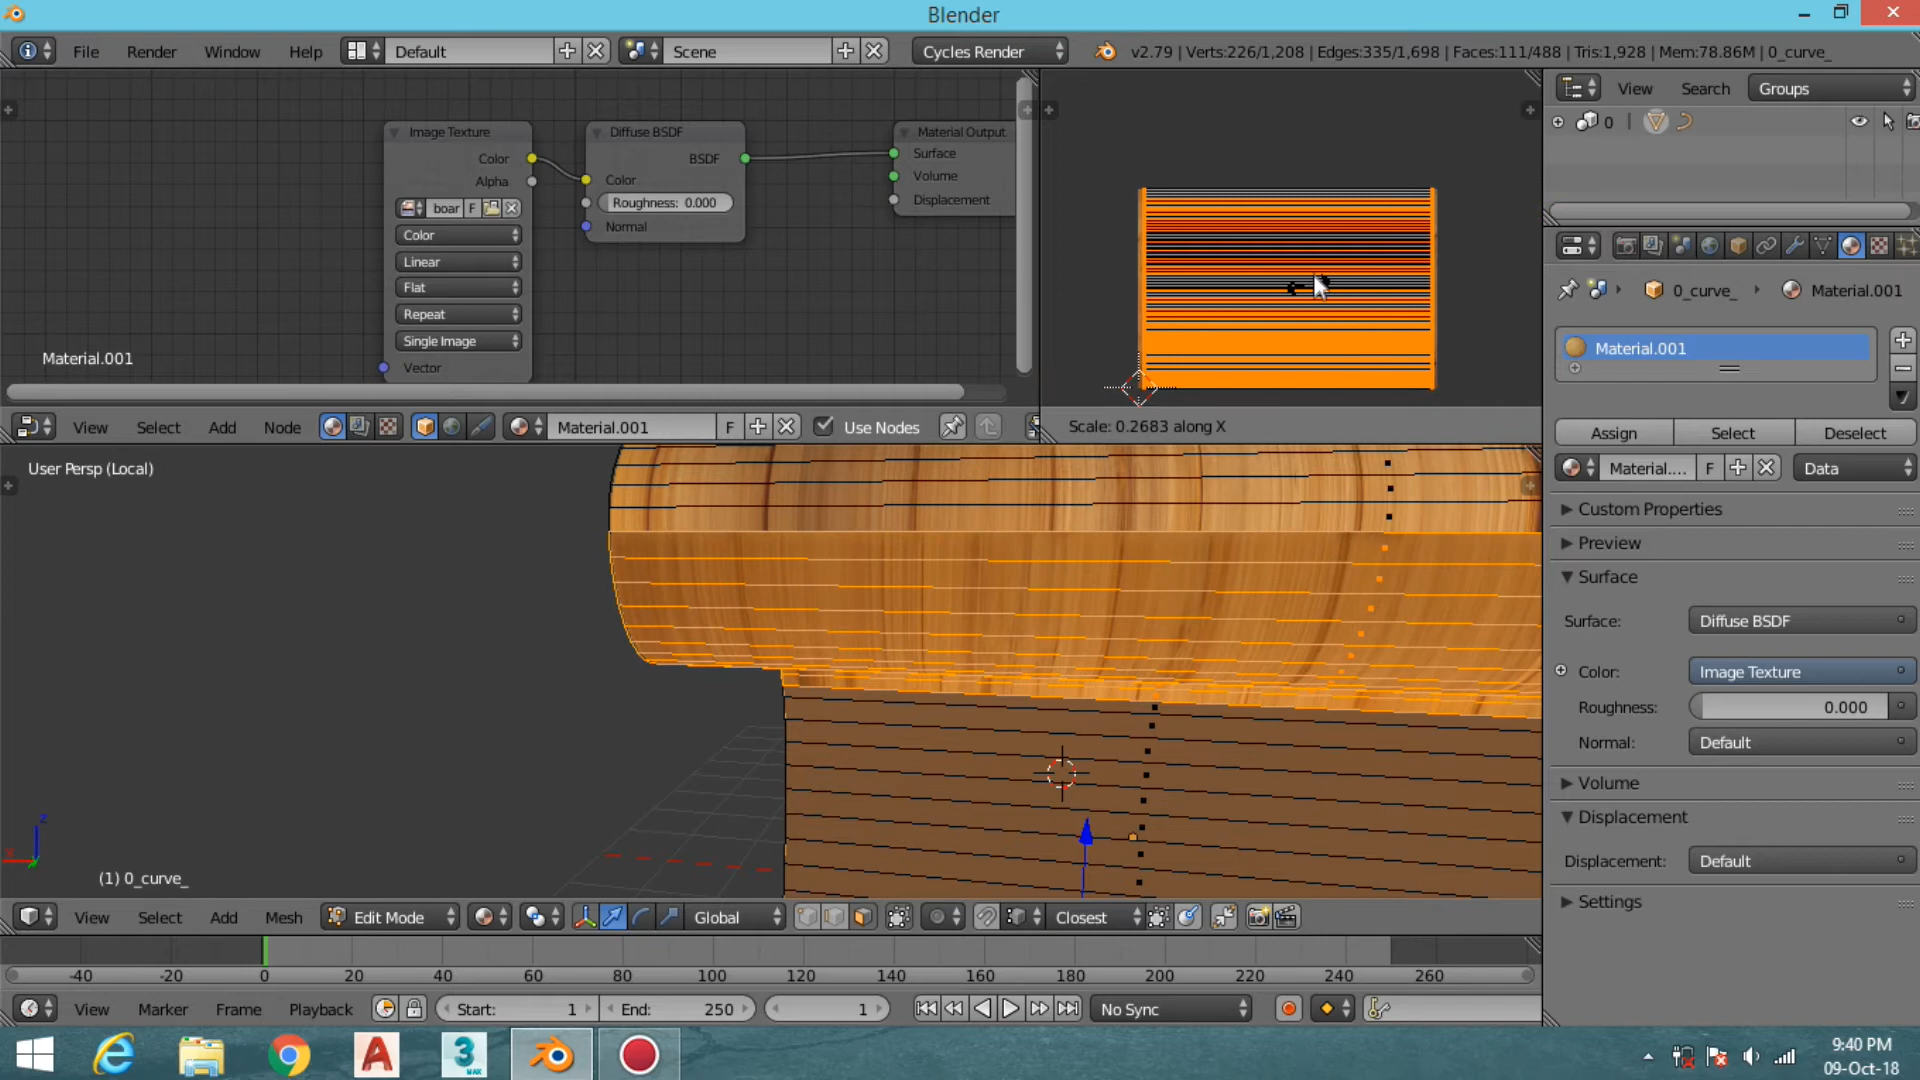 Blender
File Render Window Help Default Scene Cycles Render v2.79 | Verts:226/1,208 | Edges:335/1,698 | Faces:111/488 | Tris:1,928 | Mem:78.86M | 0_curve_
View Search Groups
0
Image Texture
Color
Alpha
boar F
Color
Linear
Flat
Repeat
Single Image
Vector
Diffuse BSDF
BSDF
Color
Roughness: 0.000
Normal
Material Output
Surface
Volume
Displacement
Material.001
View Select Add Node Material.001 F Use Nodes
Scale: 0.2683 along X
0_curve_ Material.001
Material.001
Assign Select Deselect
Material.... F Data
Custom Properties
Preview
Surface
Surface: Diffuse BSDF
Color: Image Texture
Roughness: 0.000
Normal: Default
Volume
Displacement
Displacement: Default
Settings
User Persp (Local)
z
(1) 0_curve_
View Select Add Mesh Edit Mode Global Closest
-40 -20 0 20 40 60 80 100 120 140 160 180 200 220 240 260
View Marker Frame Playback Start: 1 End: 250 1 No Sync
9:40 PM
09-Oct-18